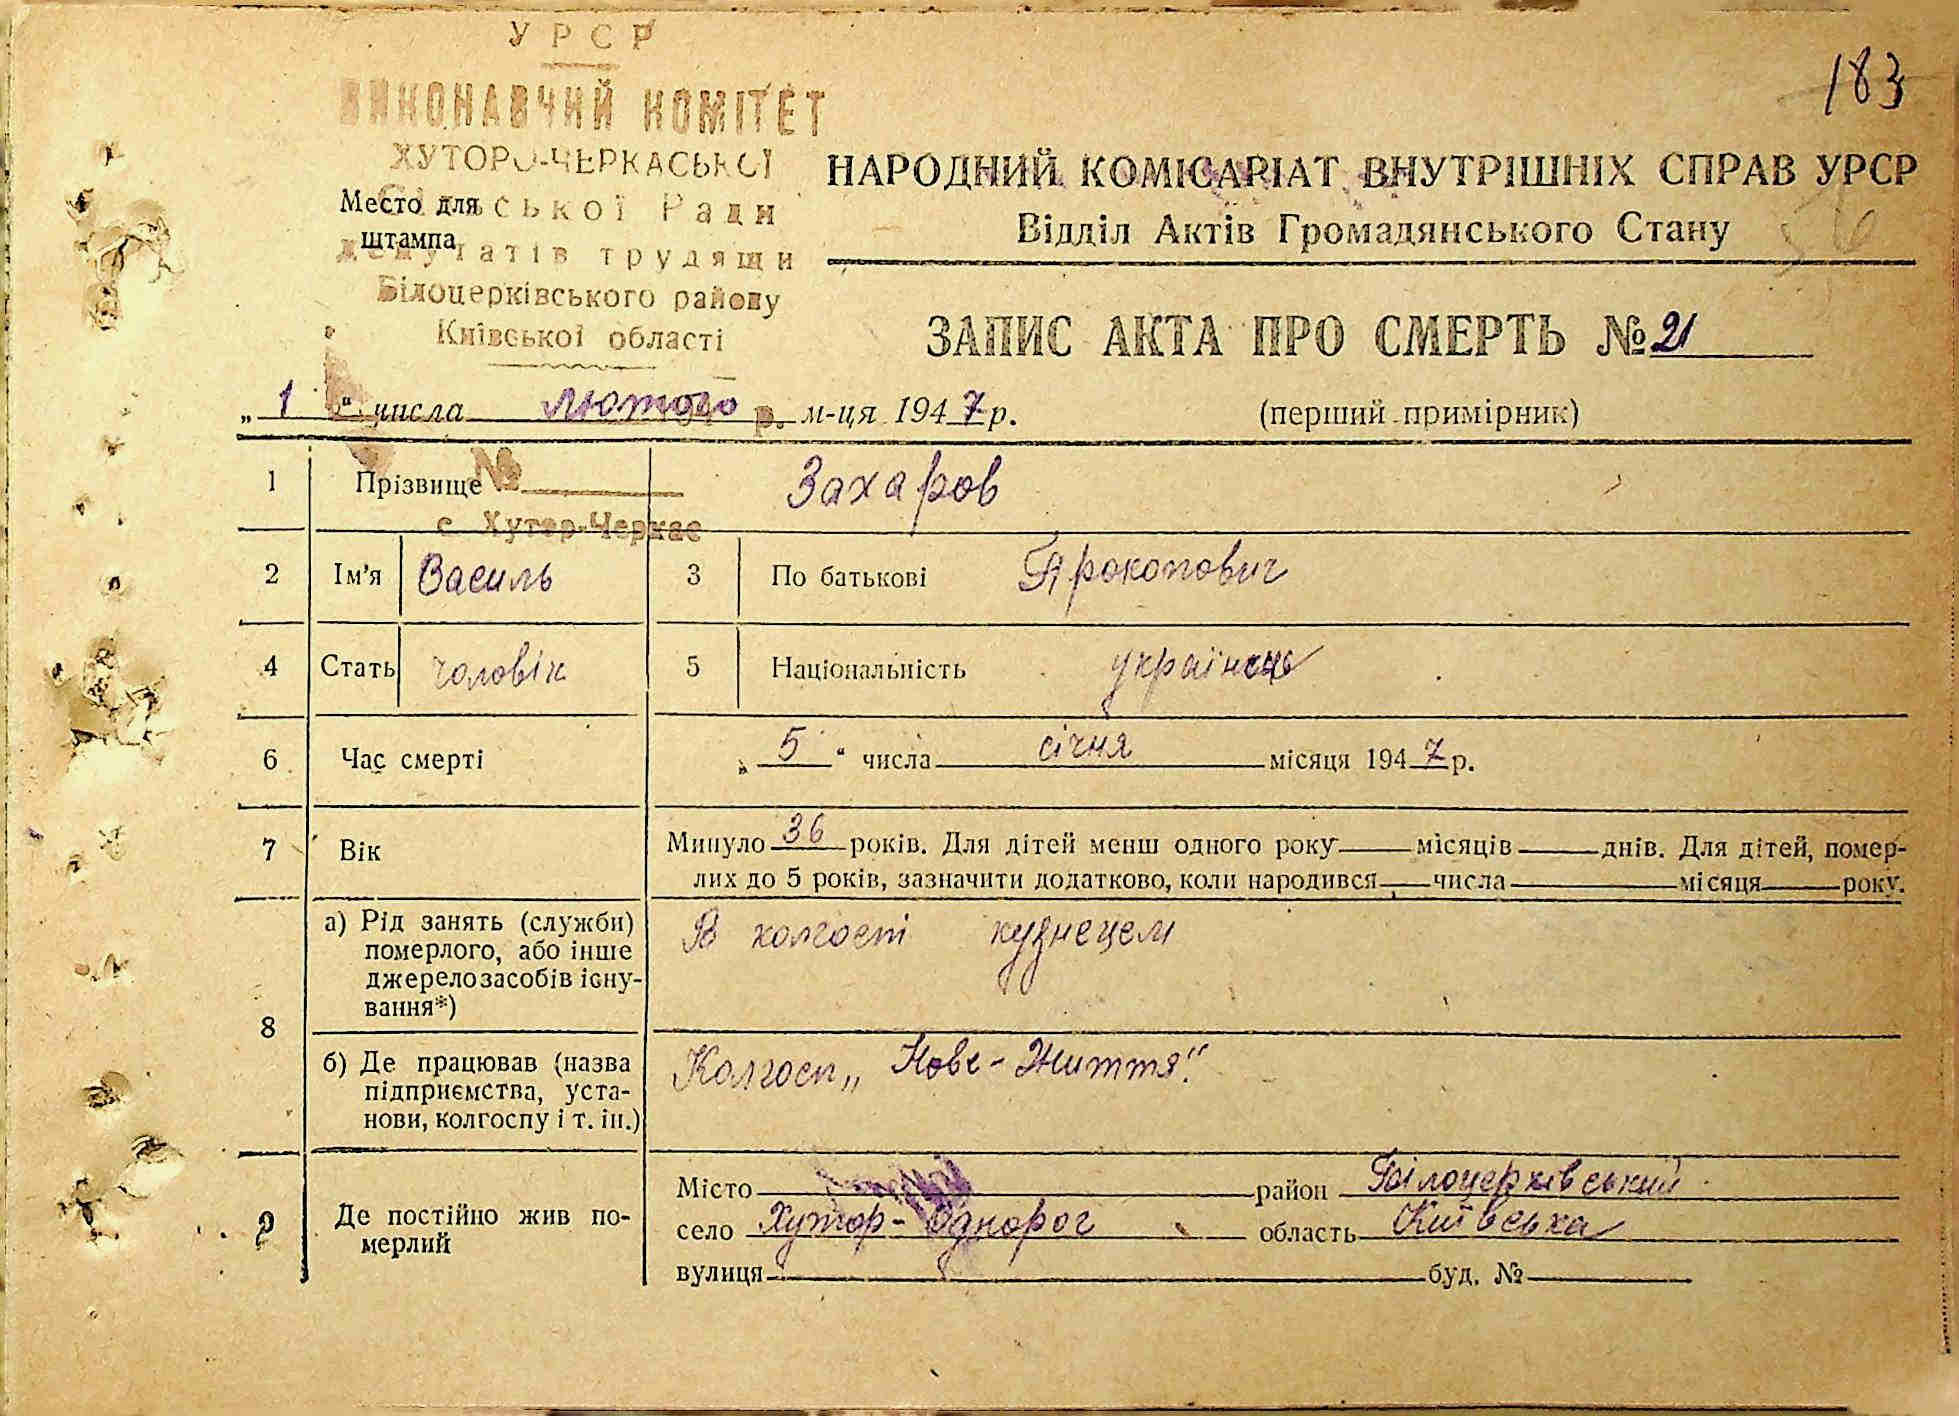 УРСР
ВИКОНАВЧИЙ КОМІТЕТ
ХУТОРО-ЧЕРКАСЬКОЇ
Сільської Ради
депутатів трудящи
Білоцерківського району
Київської області
Место для
штампа
183
НАРОДНИЙ КОМІСАРІАТ ВНУТРІШНІХ СПРАВ УРСР
Відділ Актів Громадянського Стану
ЗАПИС АКТА ПРО СМЕРТЬ № 21
„ 1 “ числа лютого р. м-ця 1947 р.
(перший примірник)
1 Прізвище Захаров
№
с Хутор-Черкас
2 Ім'я Василь 3 По батькові Прокопович
4 Стать чоловік 5 Національність українець
6 Час смерті „ 5 “ числа січня місяця 1947 р.
7 Вік Минуло 36 років. Для дітей менш одного року місяців днів. Для дітей, помер-
лих до 5 років, зазначити додатково, коли народився числа місяця року.
8 а) Рід занять (служби) померлого, або інше джерело засобів існу-вання*) В колгоспі кузнецем
б) Де працював (назва підприємства, уста-нови, колгоспу і т. ін.) Колгосп „Нове-Життя".
9 Де постійно жив по-мерлий
Місто район Білоцерківський
село Хутор-Однорог область Київська
вулиця буд. №